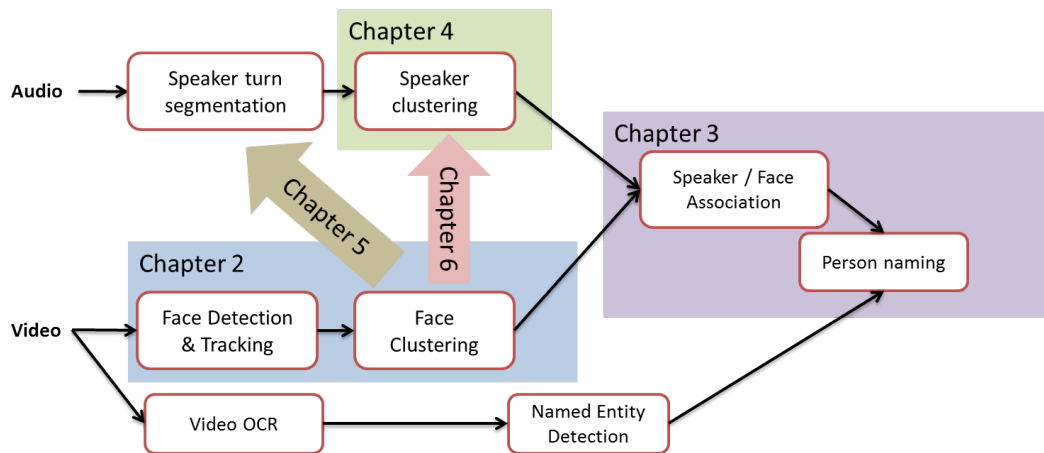 Chapter 4
Audio
Speaker turn
segmentation
Speaker
clustering
Chapter 3
Speaker / Face
Association
Chapter 5
Chapter 6
Chapter 2
Person naming
Video
Face Detection
& Tracking
Face
Clustering
Video OCR
Named Entity
Detection